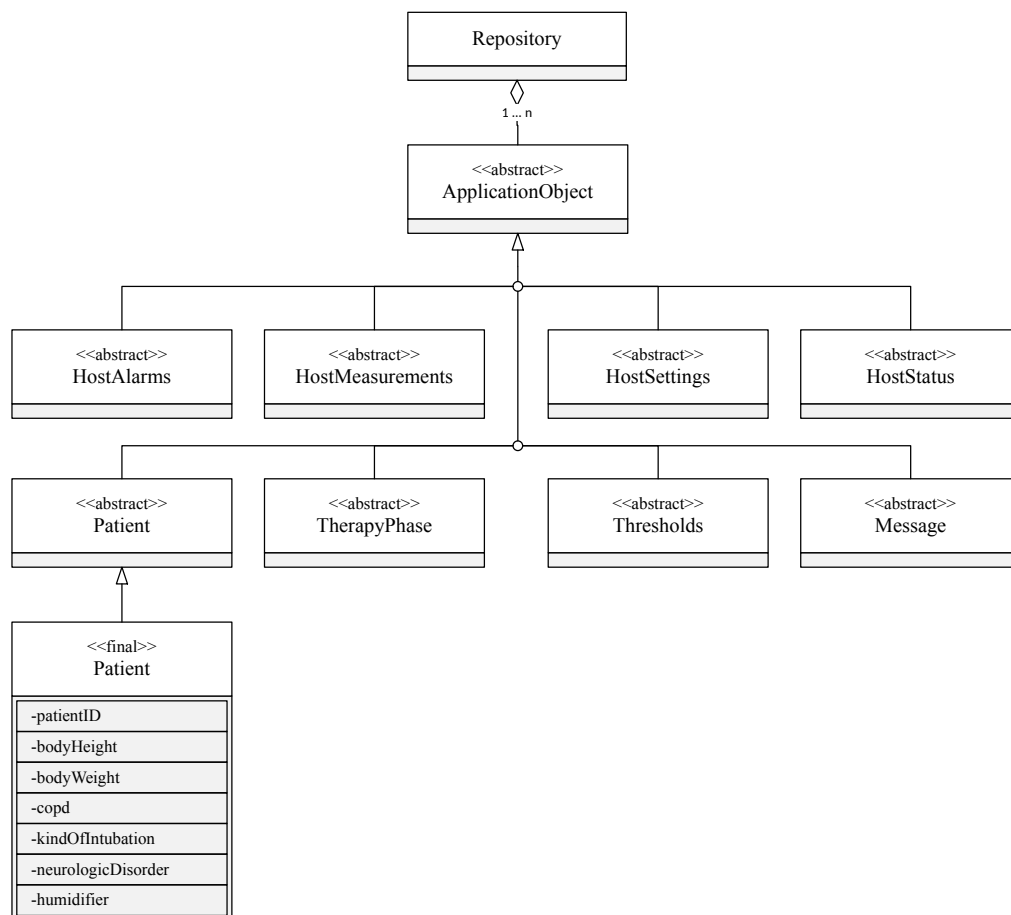 Repository
1 ... n
<<abstract>>
ApplicationObject
<<abstract>>
HostAlarms
<<abstract>>
HostMeasurements
<<abstract>>
HostSettings
<<abstract>>
HostStatus
<<abstract>>
Patient
<<abstract>>
TherapyPhase
<<abstract>>
Thresholds
<<abstract>>
Message
<<final>>
Patient
-patientID
-bodyHeight
-bodyWeight
-copd
-kindOfIntubation
-neurologicDisorder
-humidifier